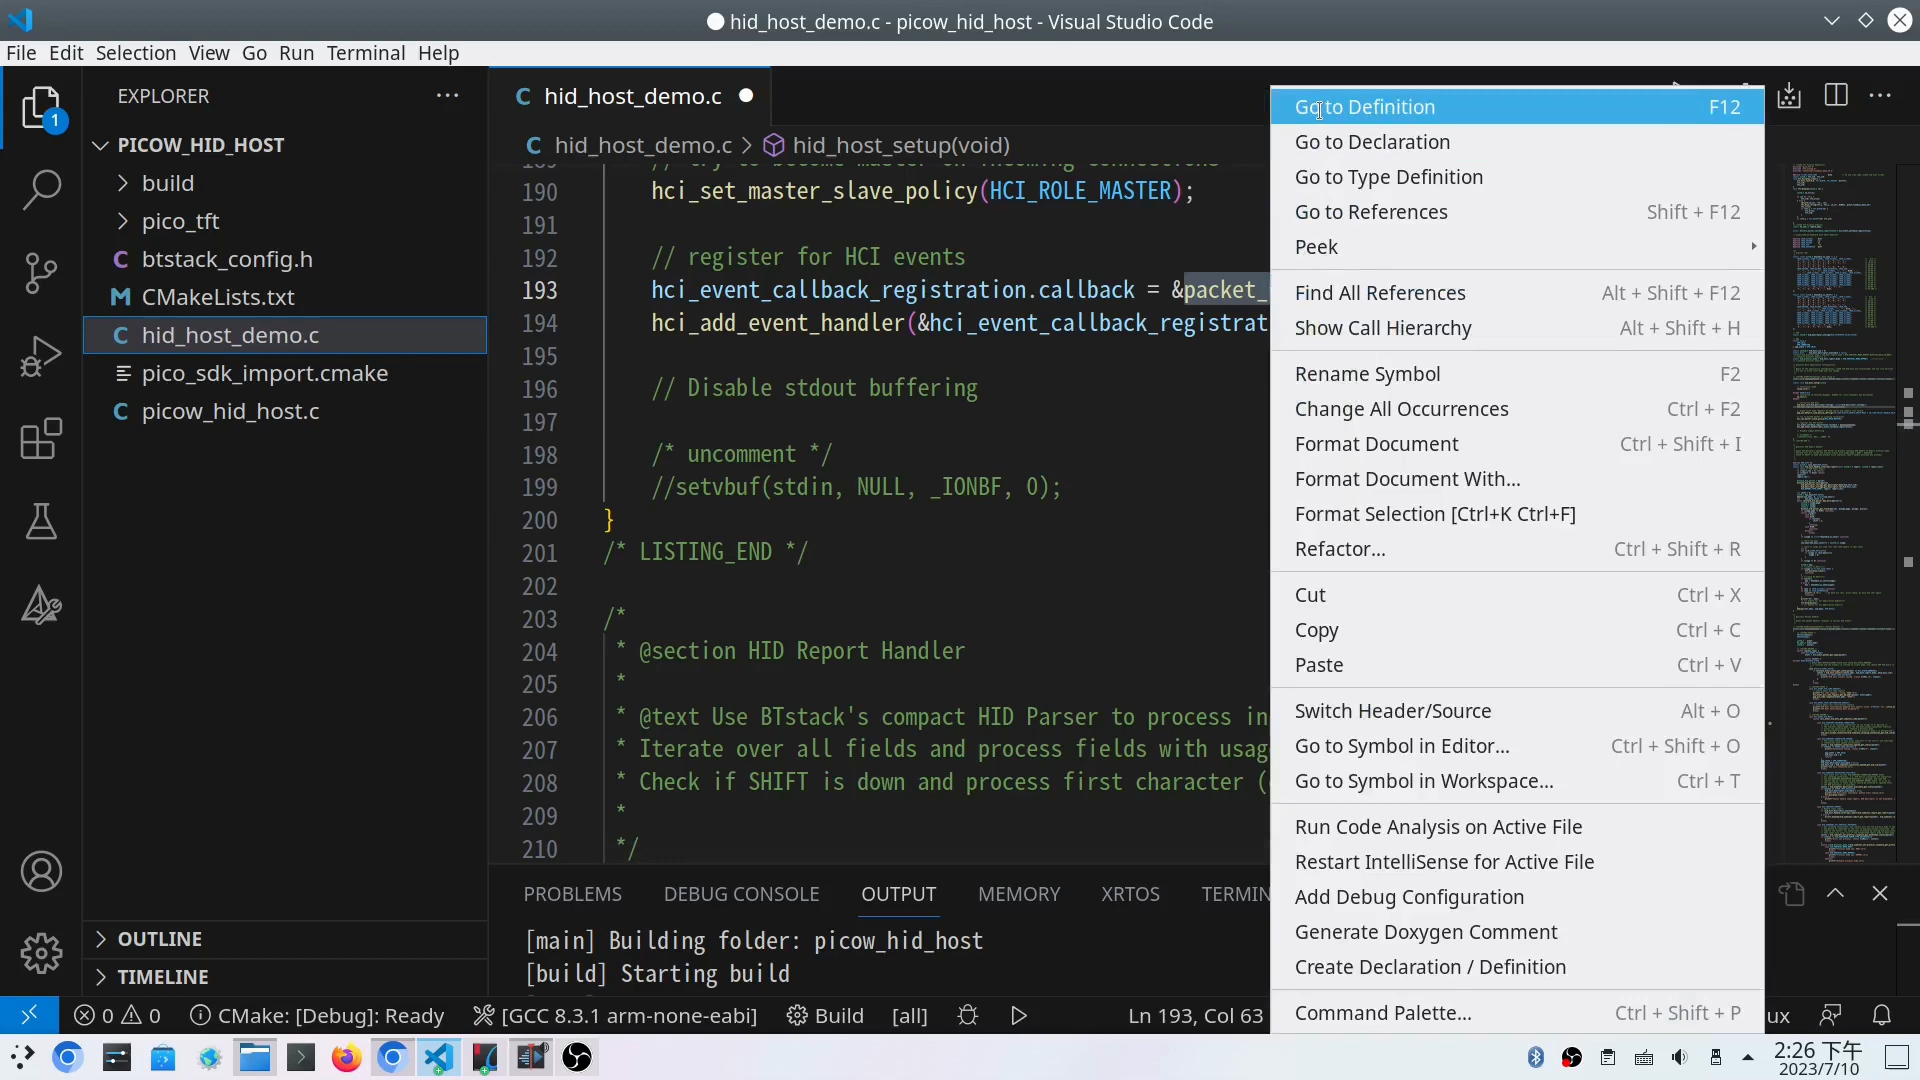 hid_host_demo.c - picow_hid_host - Visual Studio Code
File Edit Selection View Go Run Terminal Help
EXPLORER
1
PICOW_HID_HOST
build
pico_tft
C btstack_config.h
M CMakeLists.txt
C hid_host_demo.c
pico_sdk_import.cmake
C picow_hid_host.c
OUTLINE
TIMELINE
C hid_host_demo.c
C hid_host_demo.c > hid_host_setup(void)
190 hci_set_master_slave_policy(HCI_ROLE_MASTER);
191
192 // register for HCI events
193 hci_event_callback_registration.callback = &packet_
194 hci_add_event_handler(&hci_event_callback_registrat
195
196 // Disable stdout buffering
197
198 /* uncomment */
199 //setvbuf(stdin, NULL, _IONBF, 0);
200 }
201 /* LISTING_END */
202
203 /*
204 * @section HID Report Handler
205 *
206 * @text Use BTstack's compact HID Parser to process in
207 * Iterate over all fields and process fields with usag
208 * Check if SHIFT is down and process first character (
209 *
210 */
PROBLEMS DEBUG CONSOLE OUTPUT MEMORY XRTOS TERMIN
[main] Building folder: picow_hid_host
[build] Starting build
Go to Definition F12
Go to Declaration
Go to Type Definition
Go to References Shift + F12
Peek
Find All References Alt + Shift + F12
Show Call Hierarchy Alt + Shift + H
Rename Symbol F2
Change All Occurrences Ctrl + F2
Format Document Ctrl + Shift + I
Format Document With...
Format Selection [Ctrl+K Ctrl+F]
Refactor... Ctrl + Shift + R
Cut Ctrl + X
Copy Ctrl + C
Paste Ctrl + V
Switch Header/Source Alt + O
Go to Symbol in Editor... Ctrl + Shift + O
Go to Symbol in Workspace... Ctrl + T
Run Code Analysis on Active File
Restart IntelliSense for Active File
Add Debug Configuration
Generate Doxygen Comment
Create Declaration / Definition
Command Palette... Ctrl + Shift + P
0 0 CMake: [Debug]: Ready [GCC 8.3.1 arm-none-eabi] Build [all] Ln 193, Col 63 ux
2:26 下午
2023/7/10